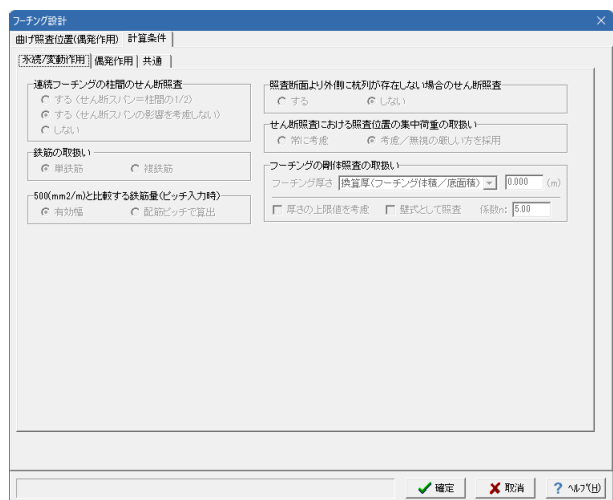 フーチング設計
曲げ照査位置(偶発作用) 計算条件
永続/変動作用 偶発作用 共通
連続フーチングの柱間のせん断照査
する(せん断スパン=柱間の1/2)
する(せん断スパンの影響を考慮しない)
しない
鉄筋の取扱い
単鉄筋 複鉄筋
500(mm2/m)と比較する鉄筋量(ピッチ入力時)
有効幅 配筋ピッチで算出
照査断面より外側に杭列が存在しない場合のせん断照査
する しない
せん断照査における照査位置の集中荷重の取扱い
常に考慮 考慮/無視の厳しい方を採用
フーチングの剛体照査の取扱い
フーチング厚さ 換算厚(フーチング体積/底面積) 0.000 (m)
厚さの上限値を考慮 壁式として照査 係数n: 5.00
確定 取消 ? ヘルプ(H)